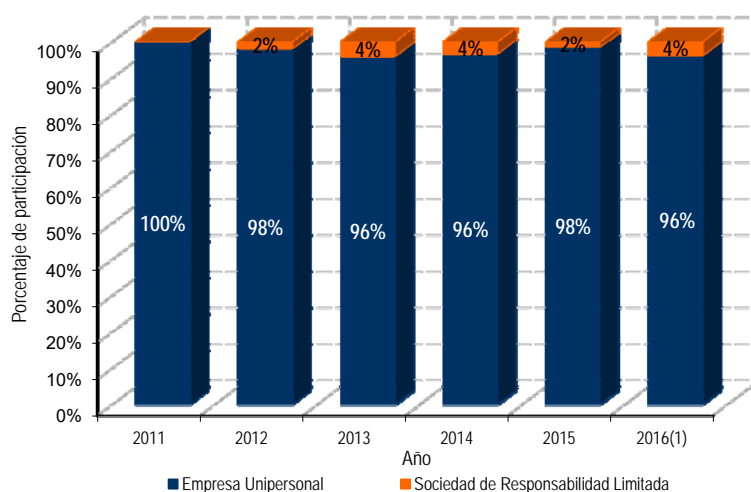 Porcentaje de participación
100%
90%
80%
70%
60%
50%
40%
30%
20%
10%
0%
2% 4% 4% 2% 4%
100% 98% 96% 96% 98% 96%
2011 2012 2013 2014 2015 2016(1)
Año
Empresa Unipersonal Sociedad de Responsabilidad Limitada